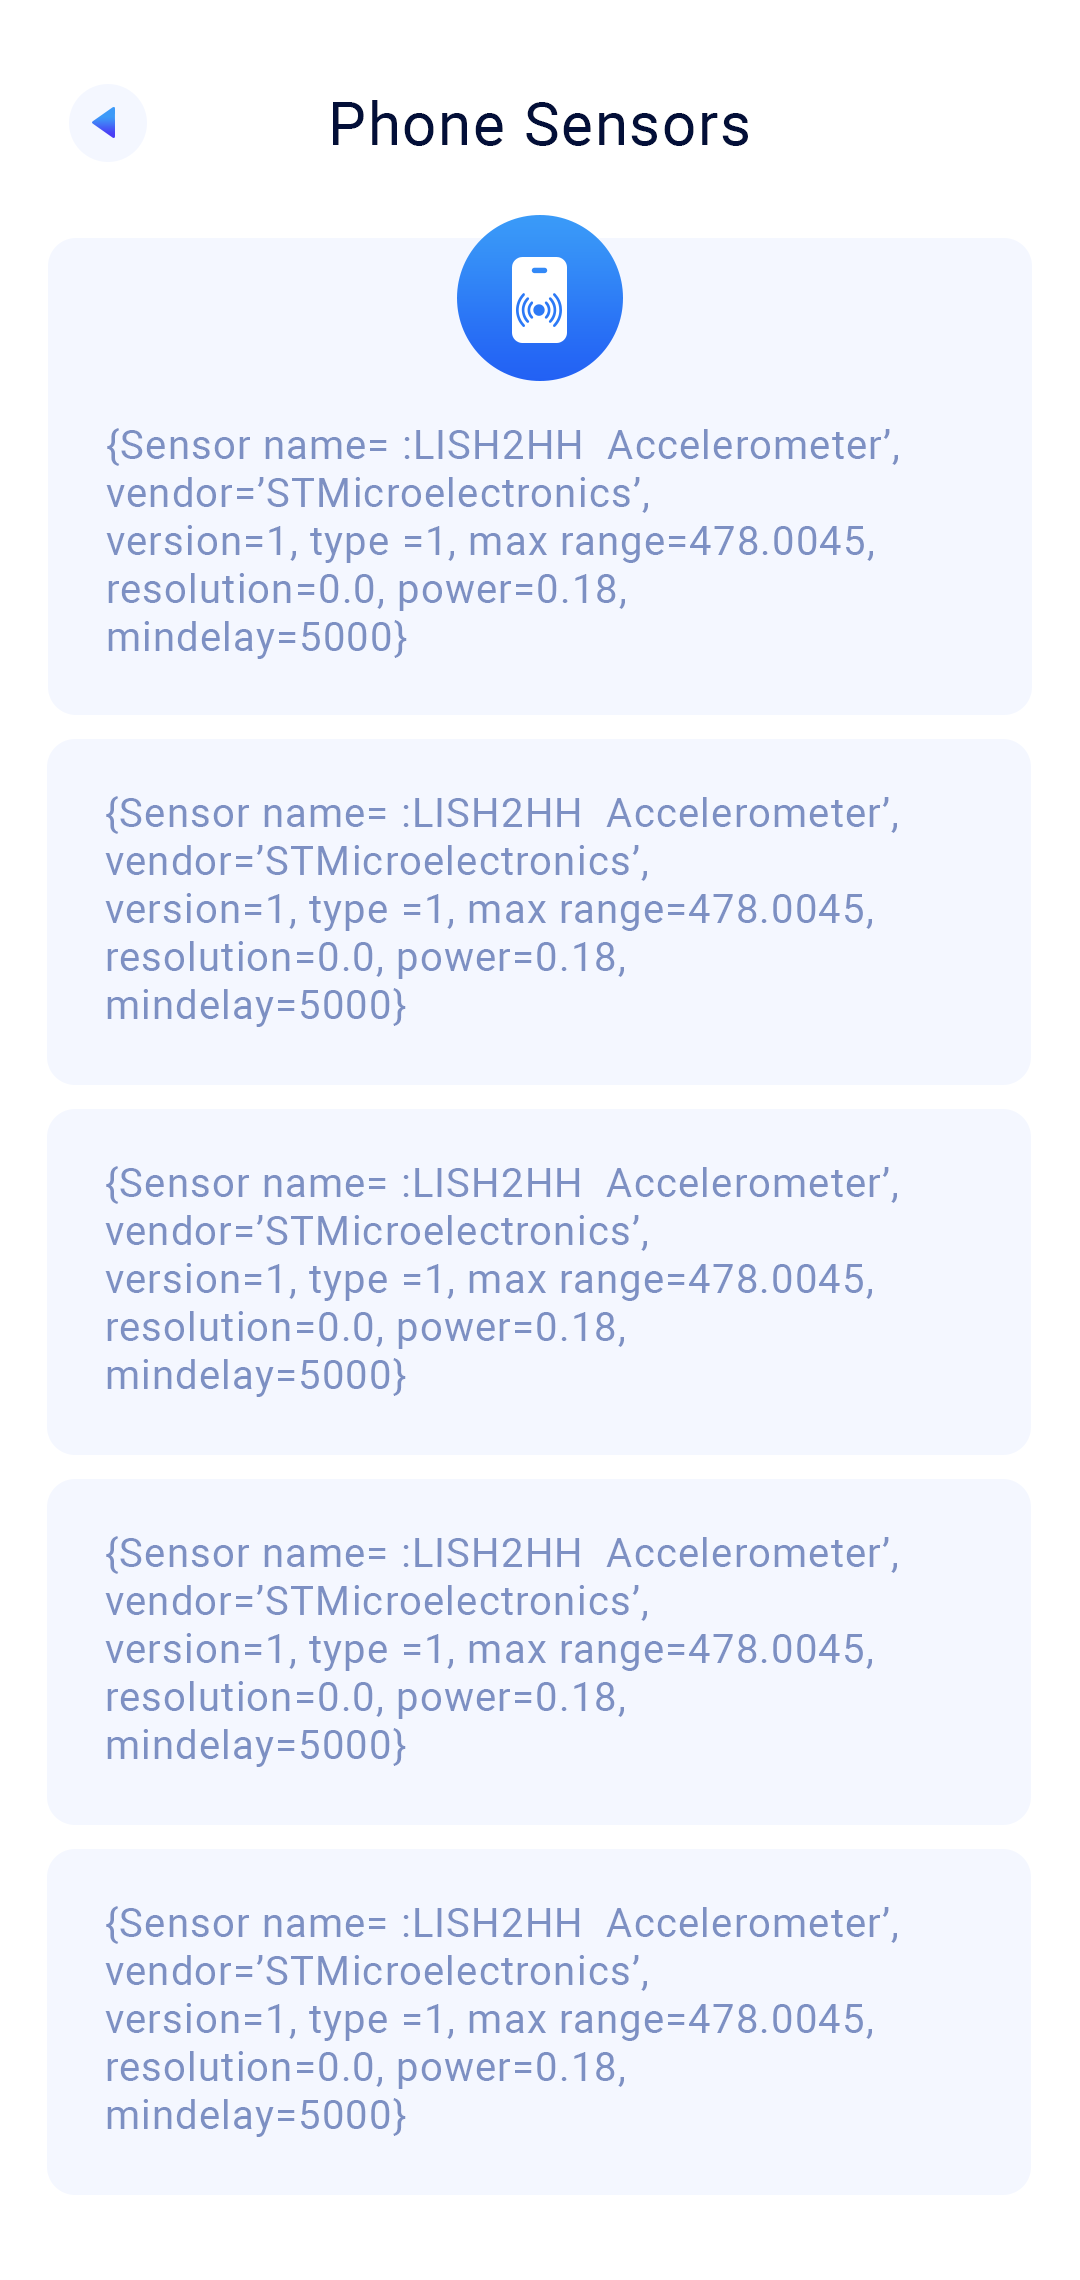 Phone Sensors
{Sensor name= :LISH2HH  Accelerometer’,
vendor=’STMicroelectronics’,
version=1, type =1, max range=478.0045,
resolution=0.0, power=0.18,
mindelay=5000}
{Sensor name= :LISH2HH  Accelerometer’,
vendor=’STMicroelectronics’,
version=1, type =1, max range=478.0045,
resolution=0.0, power=0.18,
mindelay=5000}
{Sensor name= :LISH2HH  Accelerometer’,
vendor=’STMicroelectronics’,
version=1, type =1, max range=478.0045,
resolution=0.0, power=0.18,
mindelay=5000}
{Sensor name= :LISH2HH  Accelerometer’,
vendor=’STMicroelectronics’,
version=1, type =1, max range=478.0045,
resolution=0.0, power=0.18,
mindelay=5000}
{Sensor name= :LISH2HH  Accelerometer’,
vendor=’STMicroelectronics’,
version=1, type =1, max range=478.0045,
resolution=0.0, power=0.18,
mindelay=5000}